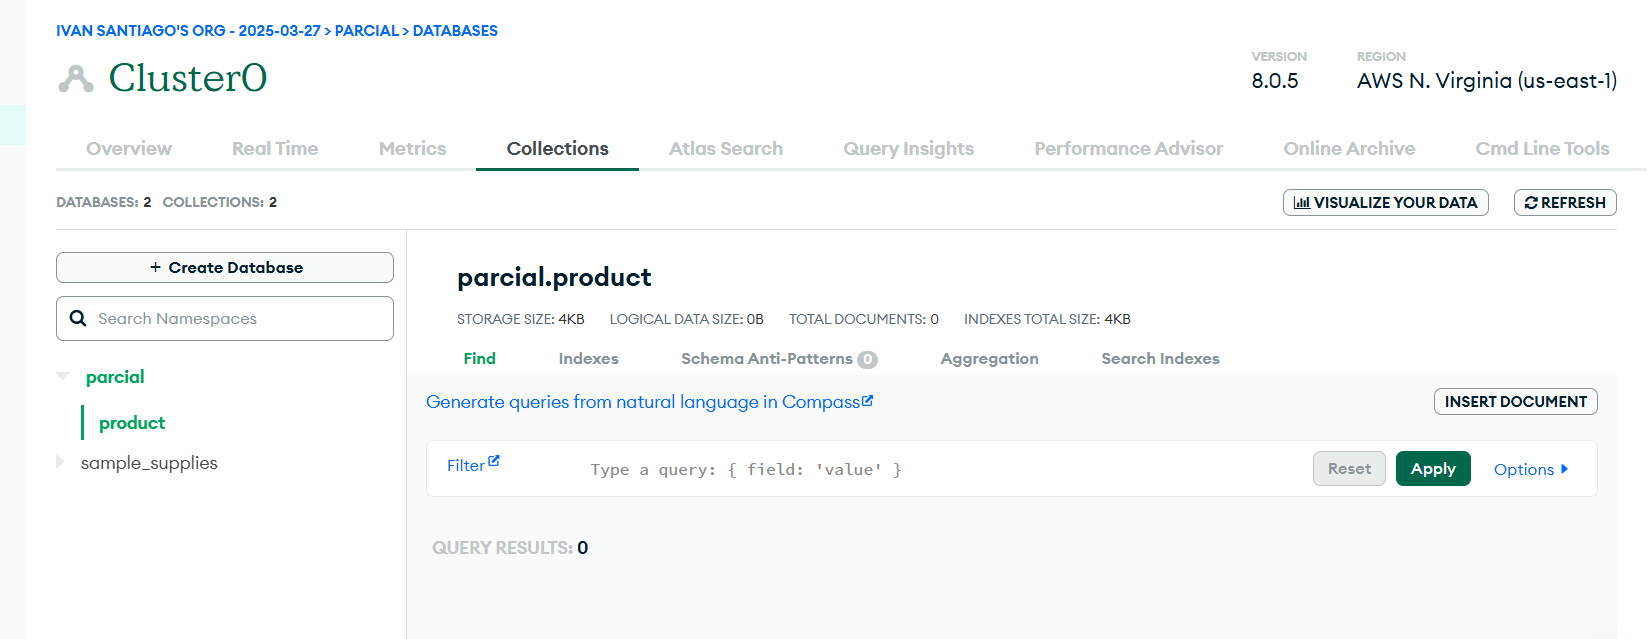 IVAN SANTIAGO'S ORG - 2025-03-27 > PARCIAL > DATABASES
Cluster0
VERSION
8.0.5
REGION
AWS N. Virginia (us-east-1)
Overview Real Time Metrics Collections Atlas Search Query Insights Performance Advisor Online Archive Cmd Line Tools
DATABASES: 2 COLLECTIONS: 2
VISUALIZE YOUR DATA REFRESH
+ Create Database
Search Namespaces
parcial
product
sample_supplies
parcial.product
STORAGE SIZE: 4KB LOGICAL DATA SIZE: 0B TOTAL DOCUMENTS: 0 INDEXES TOTAL SIZE: 4KB
Find Indexes Schema Anti-Patterns 0 Aggregation Search Indexes
Generate queries from natural language in Compass
INSERT DOCUMENT
Filter Type a query: { field: 'value' } Reset Apply Options
QUERY RESULTS: 0